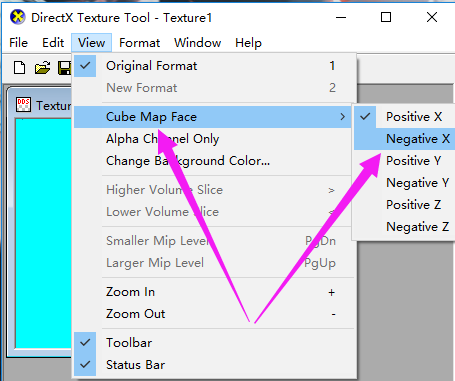 DirectX Texture Tool - Texture1
File Edit View Format Window Help
Original Format 1
New Format 2
DDS
Textur
Cube Map Face >
Positive X
Alpha Channel Only
Negative X
Change Background Color...
Positive Y
Higher Volume Slice >
Negative Y
Lower Volume Slice <
Positive Z
Smaller Mip Level PgDn
Negative Z
Larger Mip Level PgUp
Zoom In +
Zoom Out -
Toolbar
Status Bar